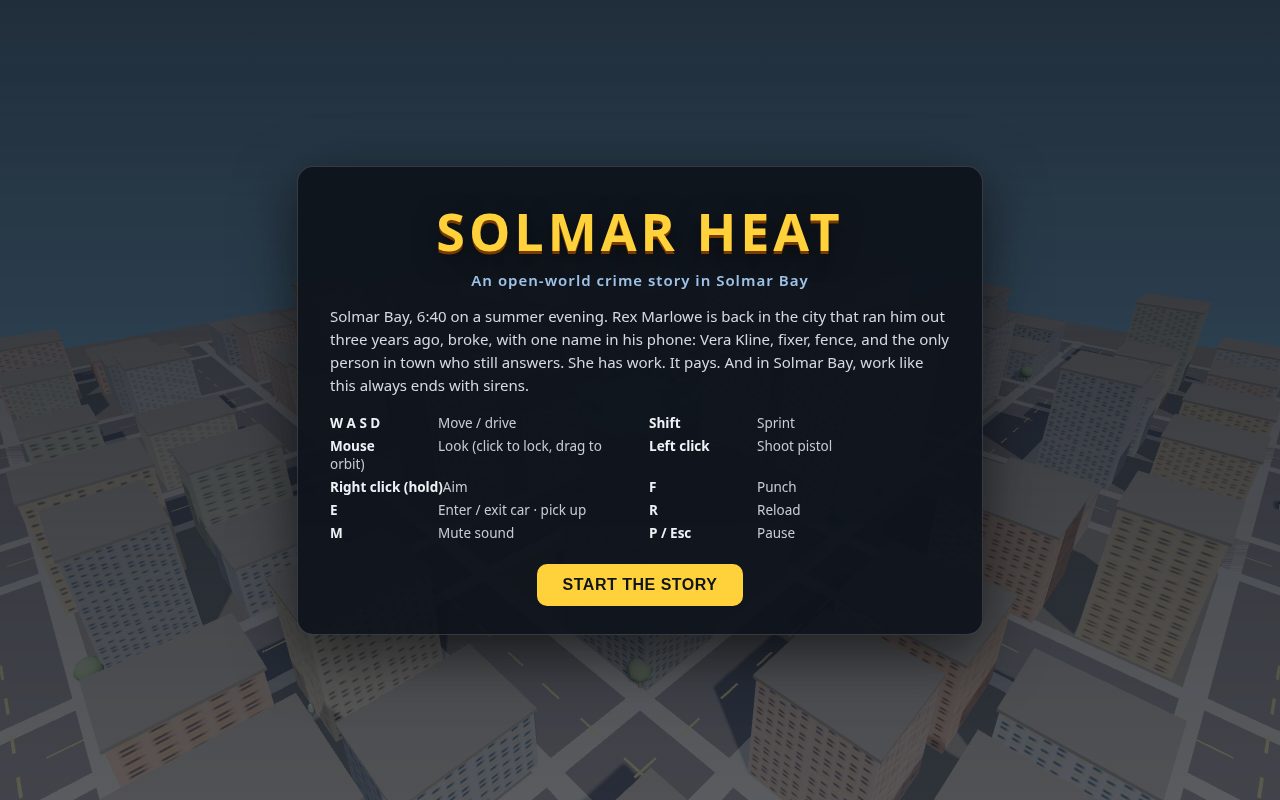 SOLMAR HEAT
An open-world crime story in Solmar Bay
Solmar Bay, 6:40 on a summer evening. Rex Marlowe is back in the city that ran him out
three years ago, broke, with one name in his phone: Vera Kline, fixer, fence, and the only
person in town who still answers. She has work. It pays. And in Solmar Bay, work like
this always ends with sirens.
W A S D Move / drive Shift Sprint
Mouse Look (click to lock, drag to Left click Shoot pistol
orbit)
Right click (hold) Aim F Punch
E Enter / exit car · pick up R Reload
M Mute sound P / Esc Pause
START THE STORY